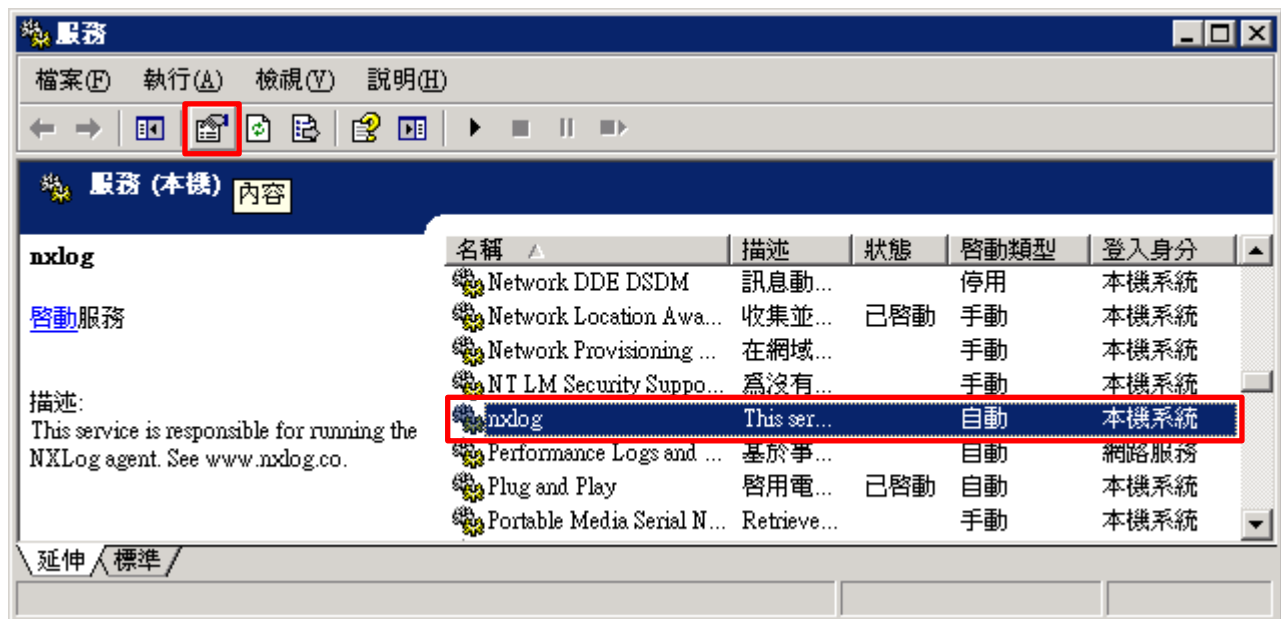 服務
檔案(F) 執行(A) 檢視(V) 說明(H)
服務 (本機)
內容
nxlog
啓動服務
描述:
This service is responsible for running the
NXLog agent. See www.nxlog.co.
名稱 描述 狀態 啓動類型 登入身分
Network DDE DSDM 訊息動... 停用 本機系統
Network Location Awa... 收集並... 已啓動 手動 本機系統
Network Provisioning ... 在網域... 手動 本機系統
NT LM Security Suppo... 爲沒有... 手動 本機系統
nxlog This ser... 自動 本機系統
Performance Logs and ... 基於事... 自動 網路服務
Plug and Play 啓用電... 已啓動 自動 本機系統
Portable Media Serial N... Retrieve... 手動 本機系統
延伸 標準